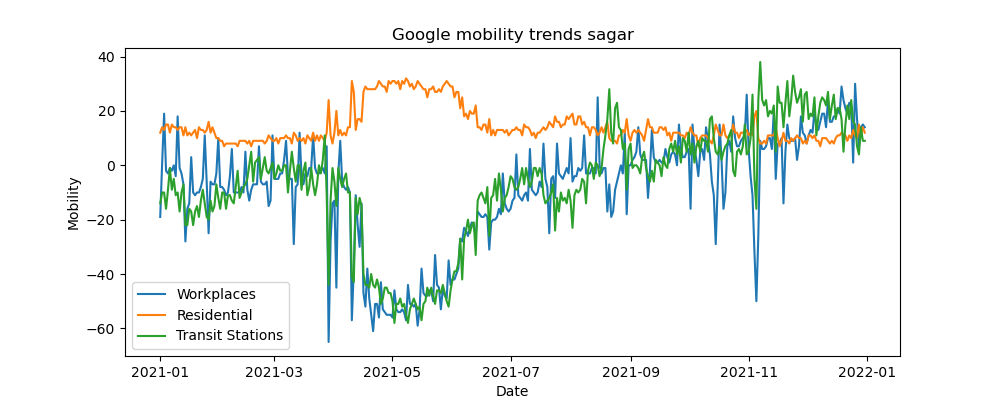 Google mobility trends sagar
Mobility
40
20
0
−20
−40
−60
Workplaces
Residential
Transit Stations
2021-01 2021-03 2021-05 2021-07 2021-09 2021-11 2022-01
Date